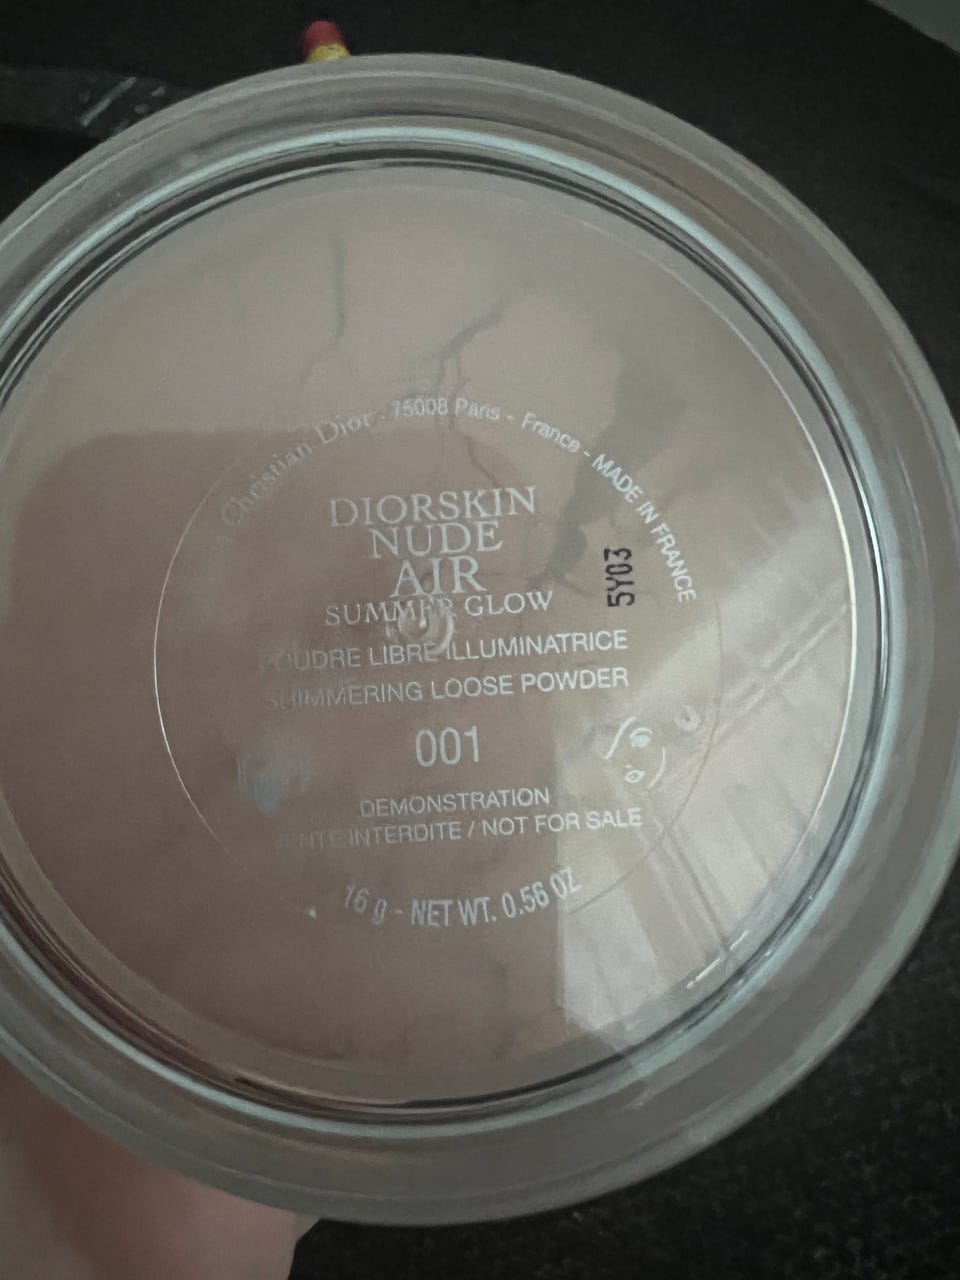 Christian Dior - 75008 Paris - France - MADE IN FRANCE
DIORSKIN
NUDE
AIR
SUMMER GLOW
5Y03
POUDRE LIBRE ILLUMINATRICE
SHIMMERING LOOSE POWDER
001
DEMONSTRATION
VENTE INTERDITE / NOT FOR SALE
16 g - NET WT. 0.56 OZ